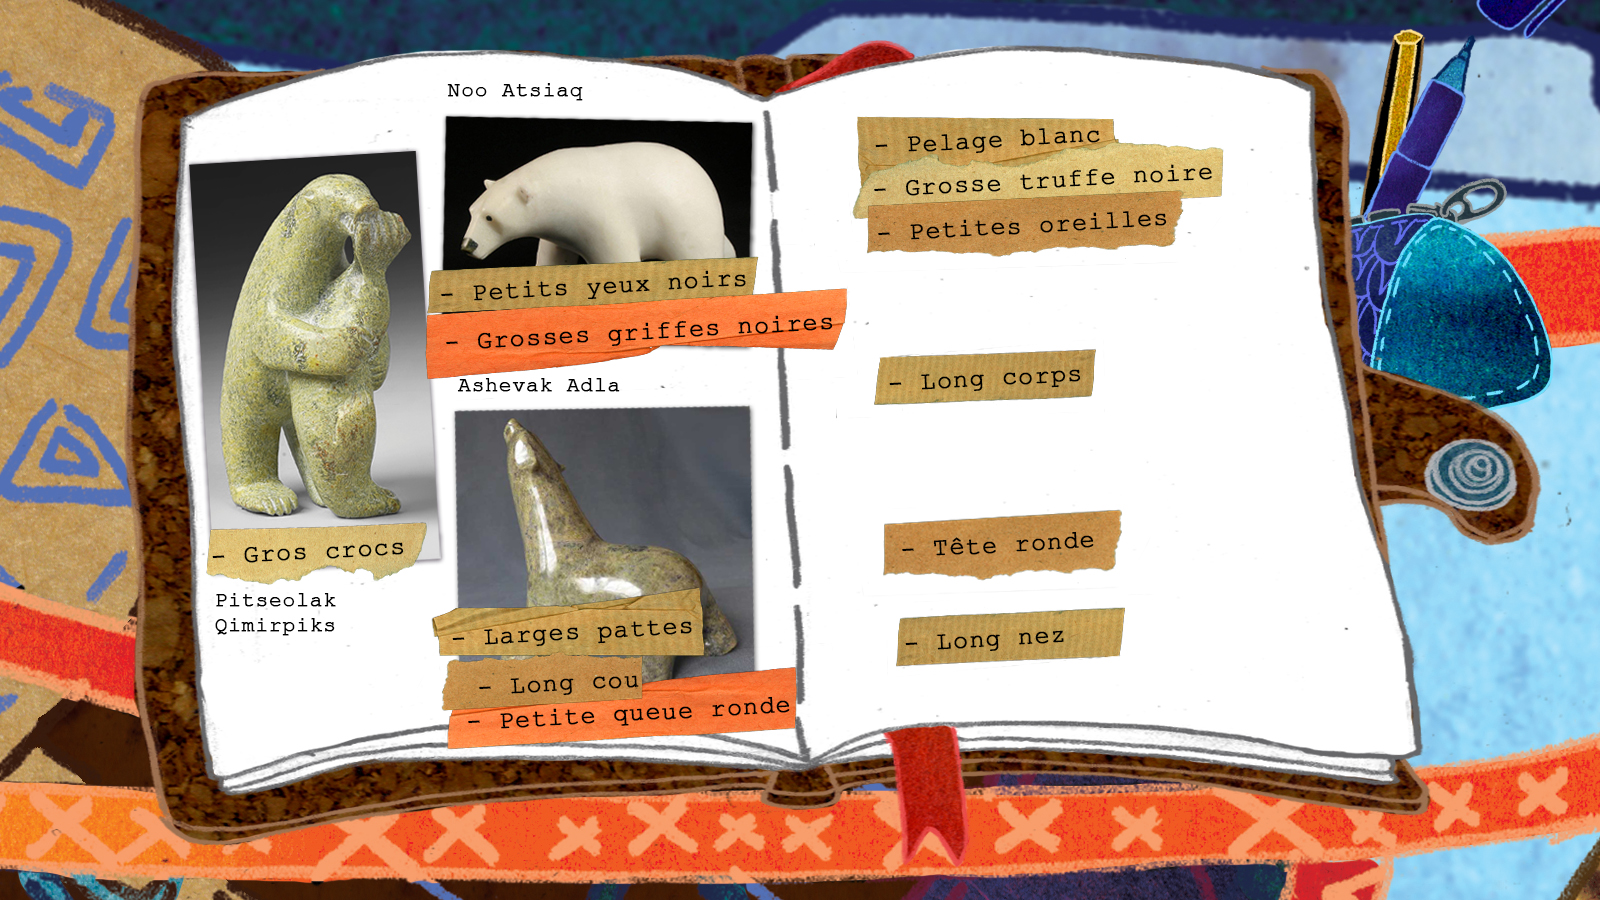 Noo Atsiaq
- Petits yeux noirs
- Grosses griffes noires
Ashevak Adla
- Gros crocs
Pitseolak
Qimirpiks
- Larges pattes
- Long cou
- Petite queue ronde
- Pelage blanc
- Grosse truffe noire
- Petites oreilles
- Long corps
- Tête ronde
- Long nez